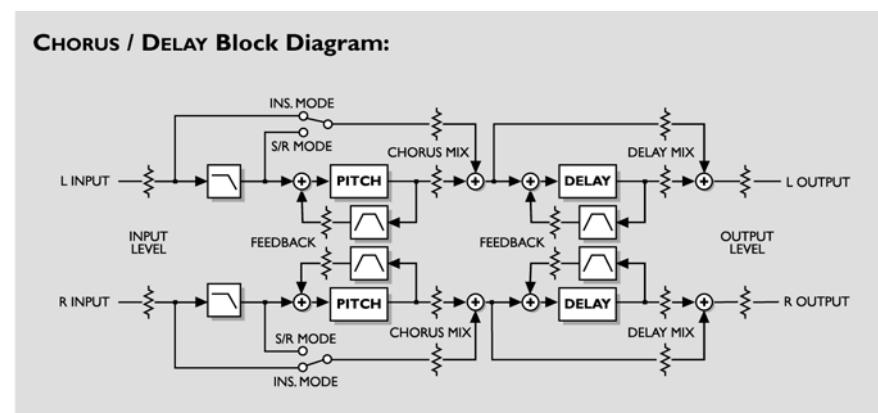 CHORUS / DELAY Block Diagram:
INS. MODE
S/R MODE
CHORUS MIX
DELAY MIX
L INPUT
PITCH
DELAY
L OUTPUT
INPUT
LEVEL
FEEDBACK
FEEDBACK
OUTPUT
LEVEL
R INPUT
PITCH
DELAY
R OUTPUT
S/R MODE
CHORUS MIX
DELAY MIX
INS. MODE